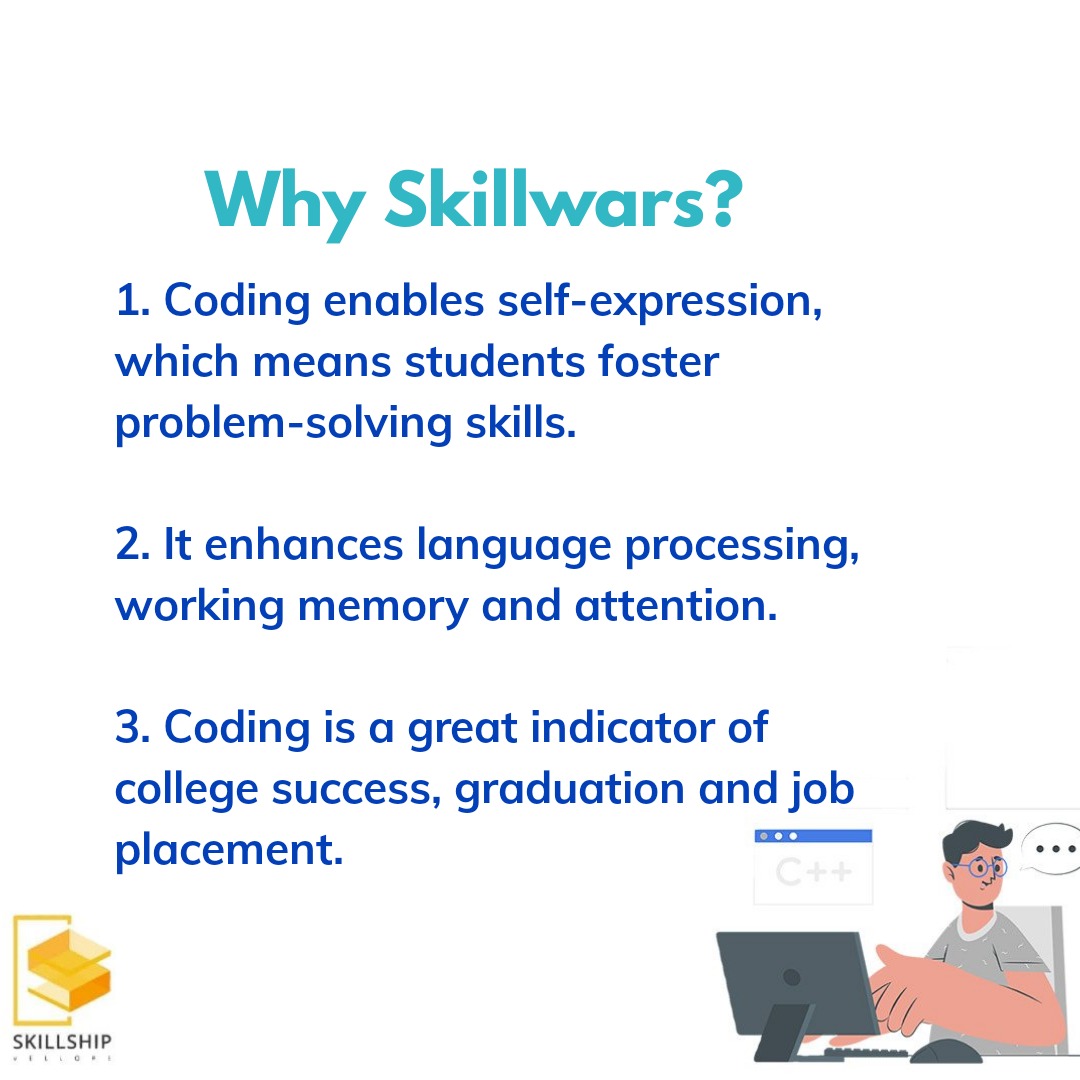 Why Skillwars?
1. Coding enables self-expression,
which means students foster
problem-solving skills.
2. It enhances language processing,
working memory and attention.
3. Coding is a great indicator of
college success, graduation and job
placement.
C++
SKILLSHIP
VELLORE